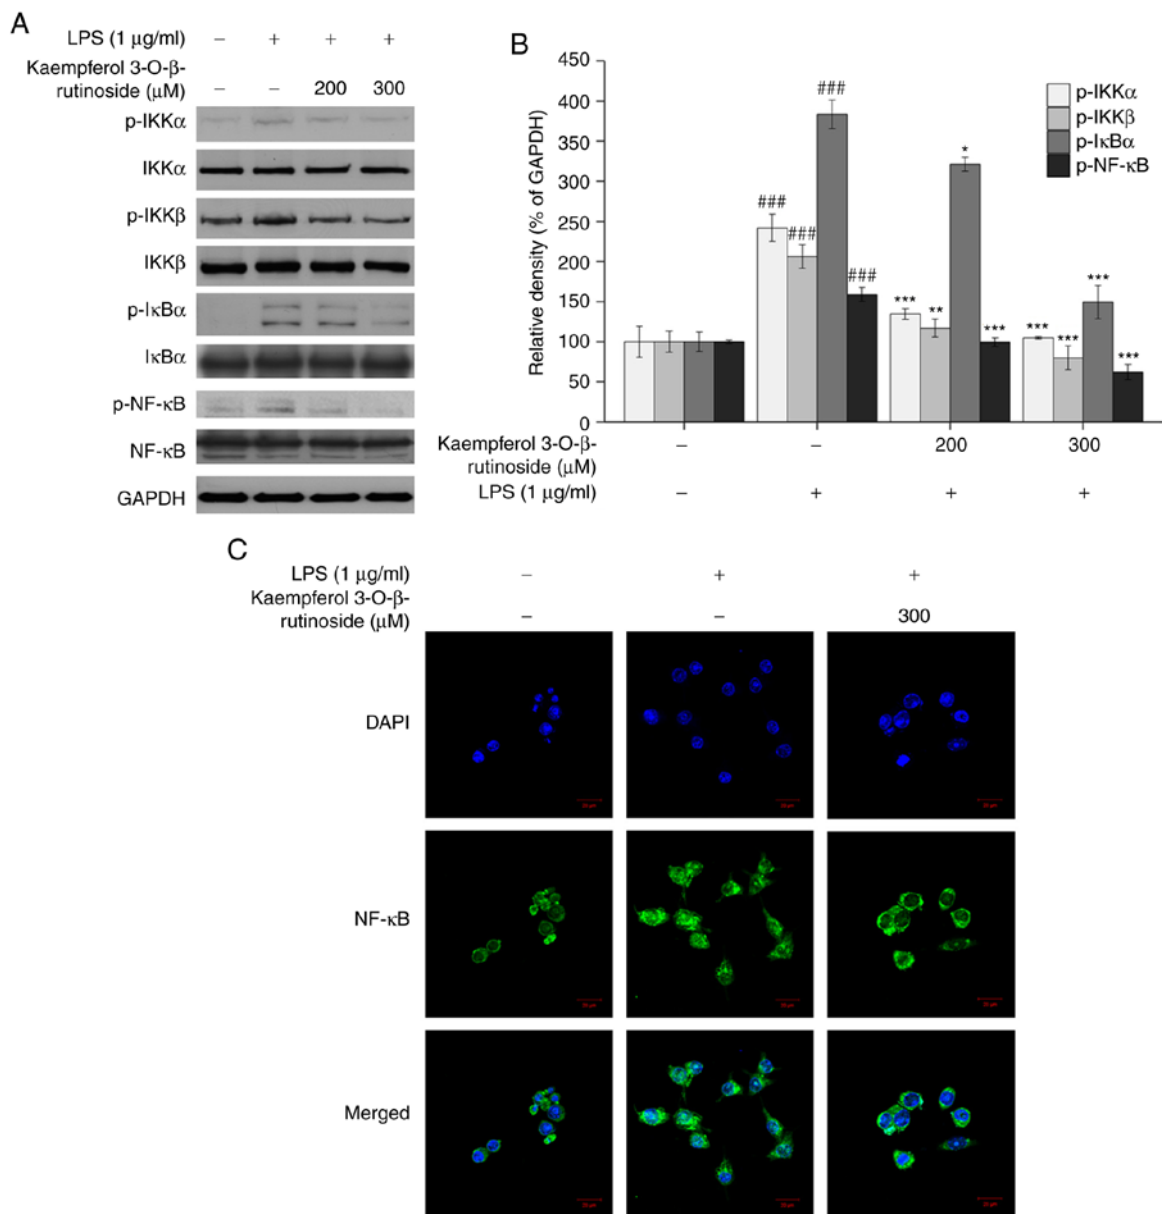 A
LPS (1 μg/ml) – + + +
Kaempferol 3-O-β-
rutinoside (μM) – – 200 300
p-IKKα
IKKα
p-IKKβ
IKKβ
p-IκBα
IκBα
p-NF-κB
NF-κB
GAPDH
B
Relative density (% of GAPDH)
450
400
350
300
250
200
150
100
50
0
### ### ### ###
*** ** * ***
*** *** *** ***
p-IKKα
p-IKKβ
p-IκBα
p-NF-κB
Kaempferol 3-O-β-
rutinoside (μM) – – 200 300
LPS (1 μg/ml) – + + +
C
LPS (1 μg/ml) – + +
Kaempferol 3-O-β-
rutinoside (μM) – – 300
DAPI
NF-κB
Merged